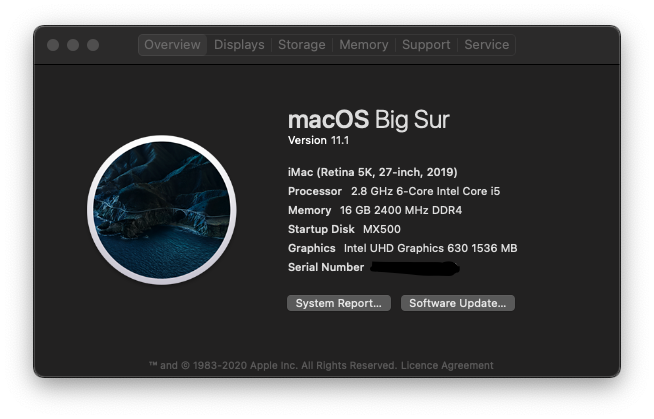 Overview Displays Storage Memory Support Service
macOS Big Sur
Version 11.1
iMac (Retina 5K, 27-inch, 2019)
Processor 2.8 GHz 6-Core Intel Core i5
Memory 16 GB 2400 MHz DDR4
Startup Disk MX500
Graphics Intel UHD Graphics 630 1536 MB
Serial Number
System Report... Software Update...
™ and © 1983-2020 Apple Inc. All Rights Reserved. Licence Agreement